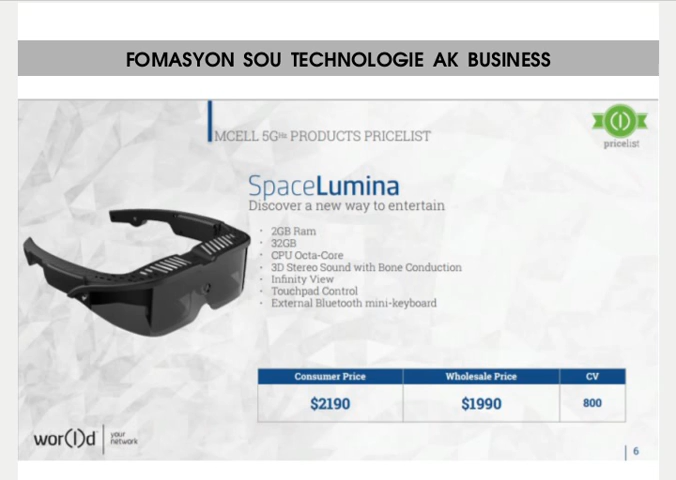 FOMASYON SOU TECHNOLOGIE AK BUSINESS
MCELL 5GHz PRODUCTS PRICELIST
pricelist
SpaceLumina
Discover a new way to entertain
· 2GB Ram
· 32GB
· CPU Octa-Core
· 3D Stereo Sound with Bone Conduction
· Infinity View
· Touchpad Control
· External Bluetooth mini-keyboard
Consumer Price Wholesale Price CV
$2190 $1990 800
wor(l)d your network
6